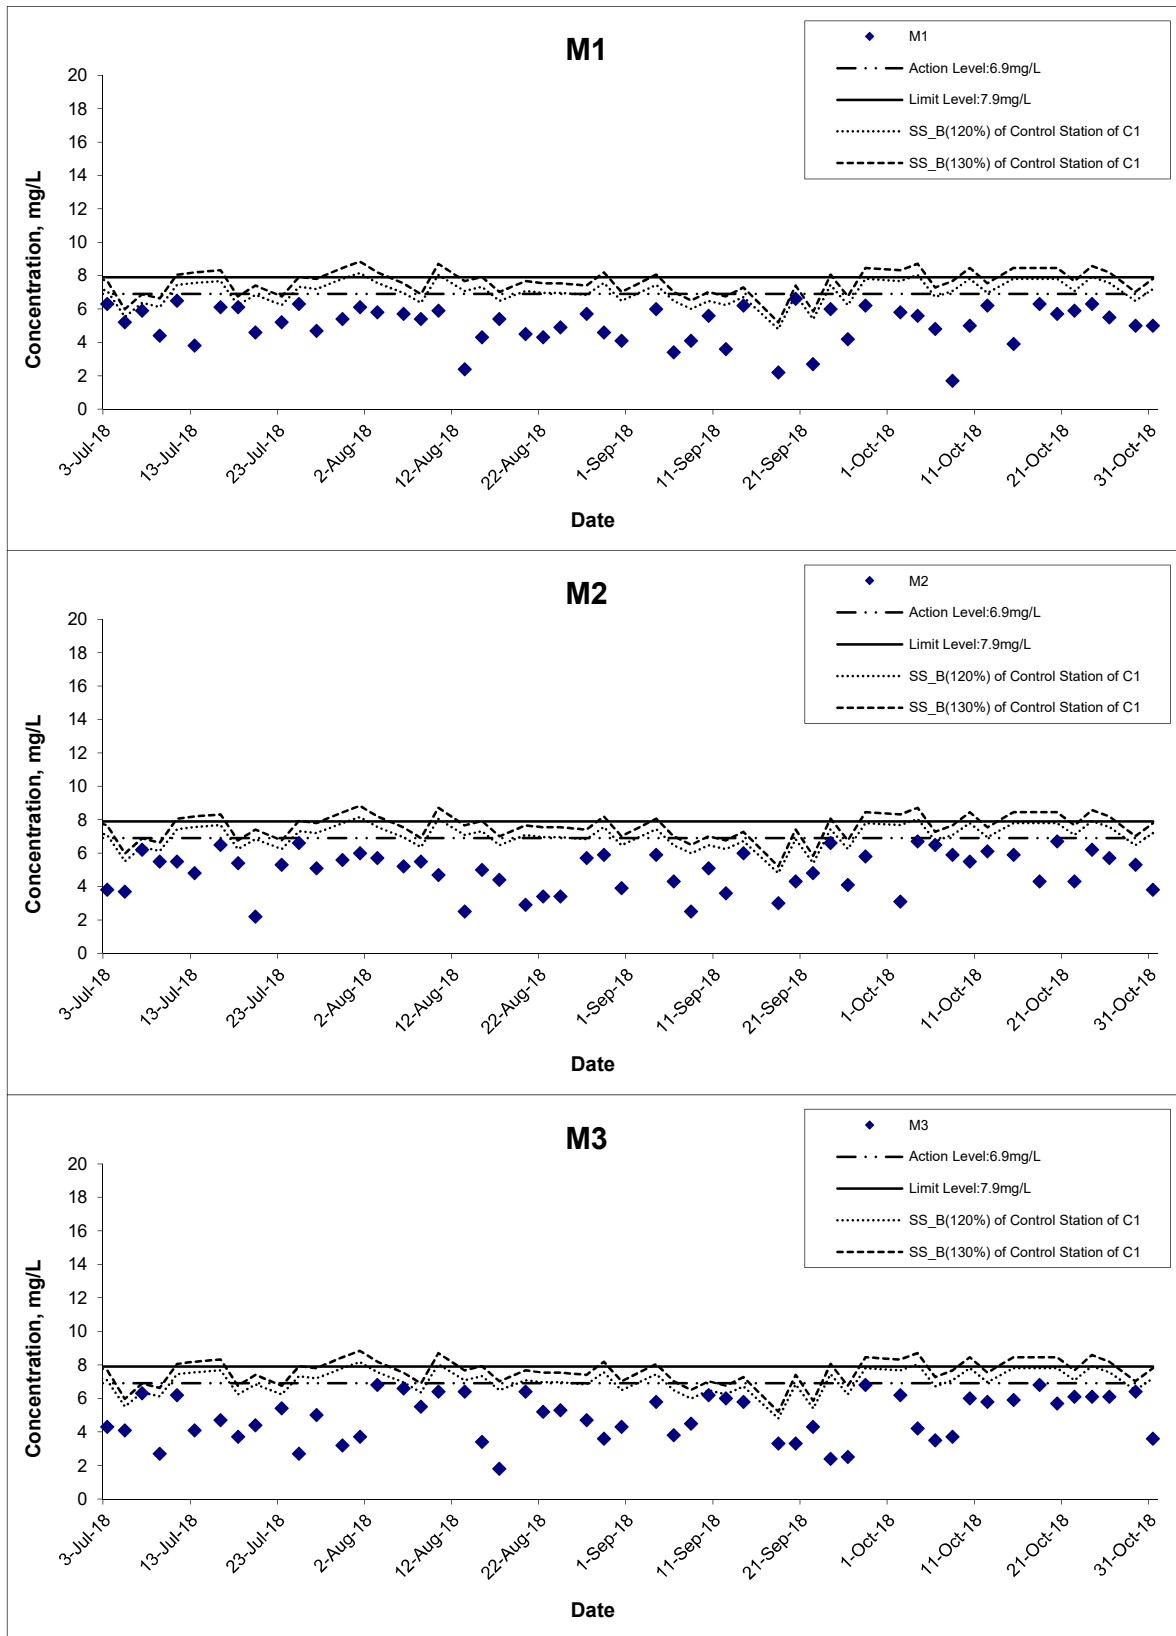 M1
M1
Action Level:6.9mg/L
Limit Level:7.9mg/L
SS_B(120%) of Control Station of C1
SS_B(130%) of Control Station of C1
Concentration, mg/L
20
18
16
14
12
10
8
6
4
2
0
3-Jul-18
13-Jul-18
23-Jul-18
2-Aug-18
12-Aug-18
22-Aug-18
1-Sep-18
11-Sep-18
21-Sep-18
1-Oct-18
11-Oct-18
21-Oct-18
31-Oct-18
Date
M2
M2
Action Level:6.9mg/L
Limit Level:7.9mg/L
SS_B(120%) of Control Station of C1
SS_B(130%) of Control Station of C1
Concentration, mg/L
20
18
16
14
12
10
8
6
4
2
0
3-Jul-18
13-Jul-18
23-Jul-18
2-Aug-18
12-Aug-18
22-Aug-18
1-Sep-18
11-Sep-18
21-Sep-18
1-Oct-18
11-Oct-18
21-Oct-18
31-Oct-18
Date
M3
M3
Action Level:6.9mg/L
Limit Level:7.9mg/L
SS_B(120%) of Control Station of C1
SS_B(130%) of Control Station of C1
Concentration, mg/L
20
18
16
14
12
10
8
6
4
2
0
3-Jul-18
13-Jul-18
23-Jul-18
2-Aug-18
12-Aug-18
22-Aug-18
1-Sep-18
11-Sep-18
21-Sep-18
1-Oct-18
11-Oct-18
21-Oct-18
31-Oct-18
Date